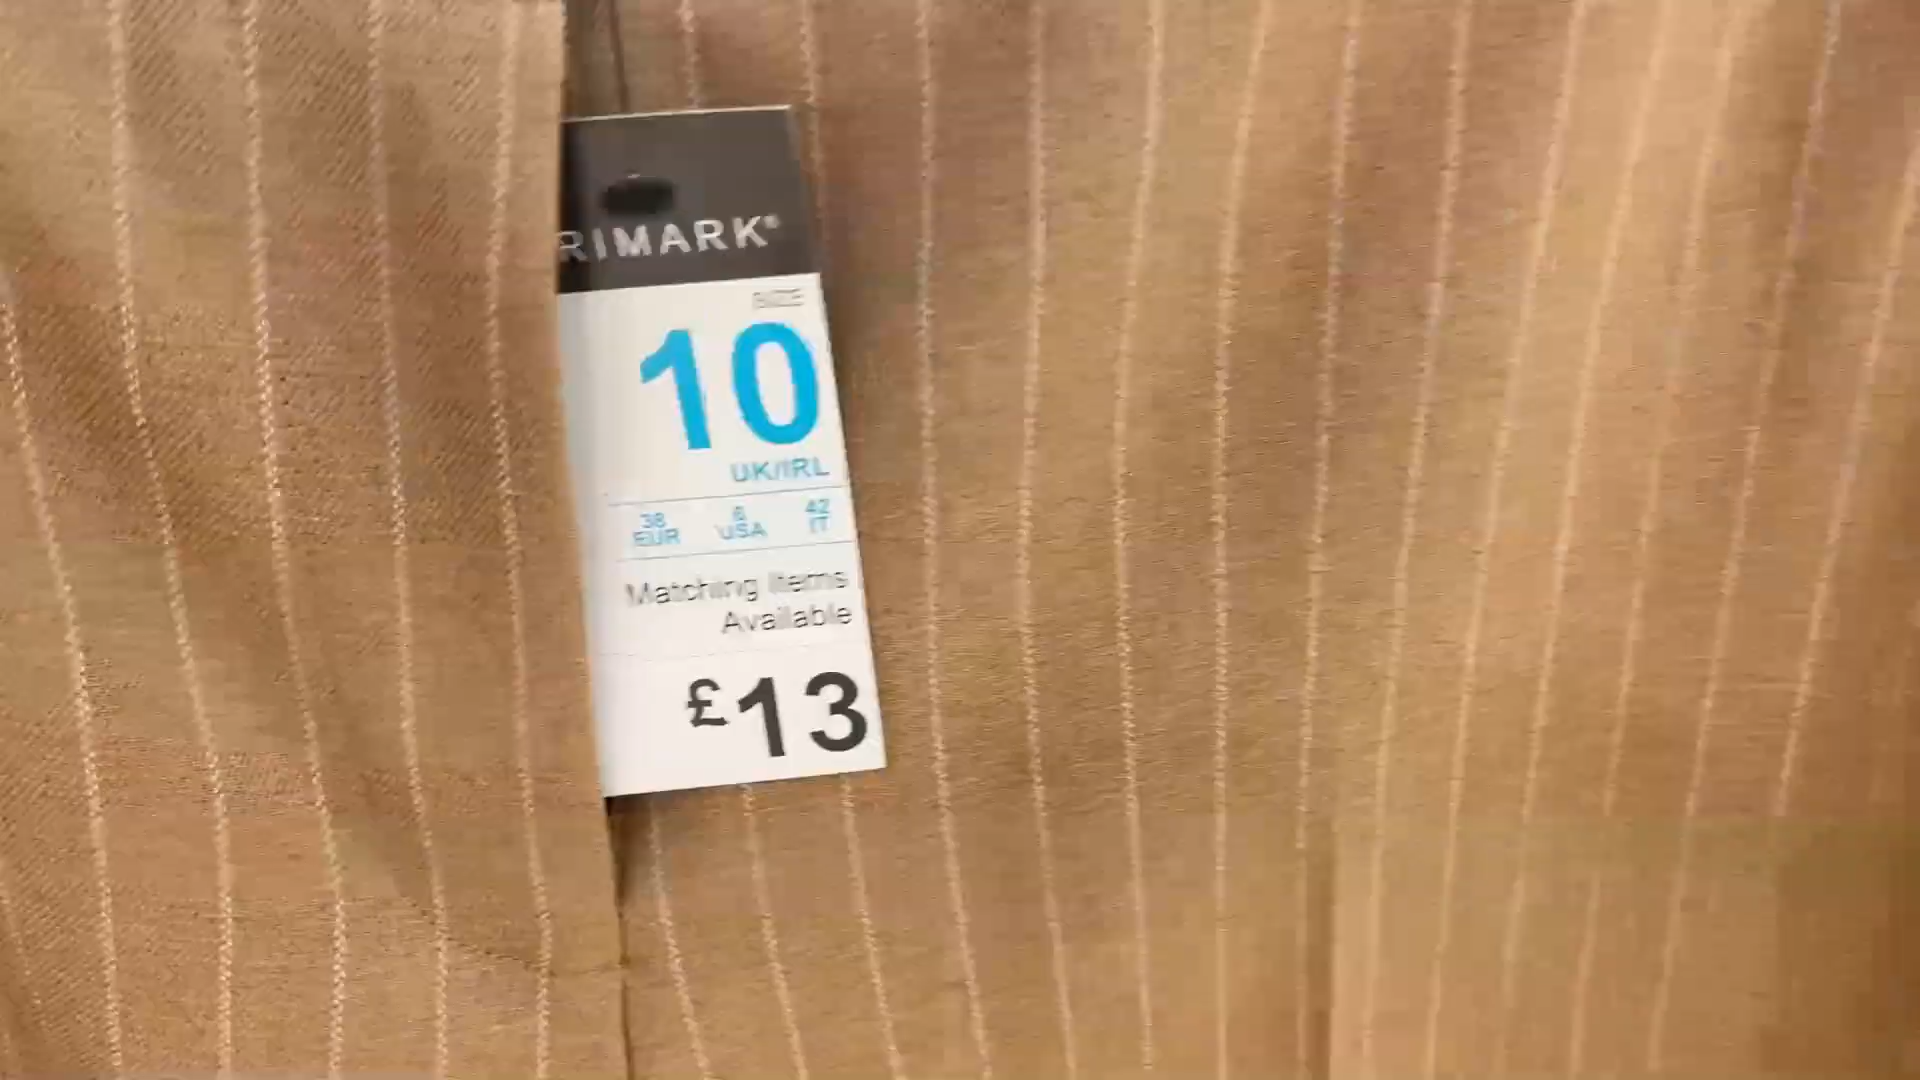 RIMARK®
SIZE
10
UK/IRL
38 6 42
EUR USA IT
Matching Items
Available
£13